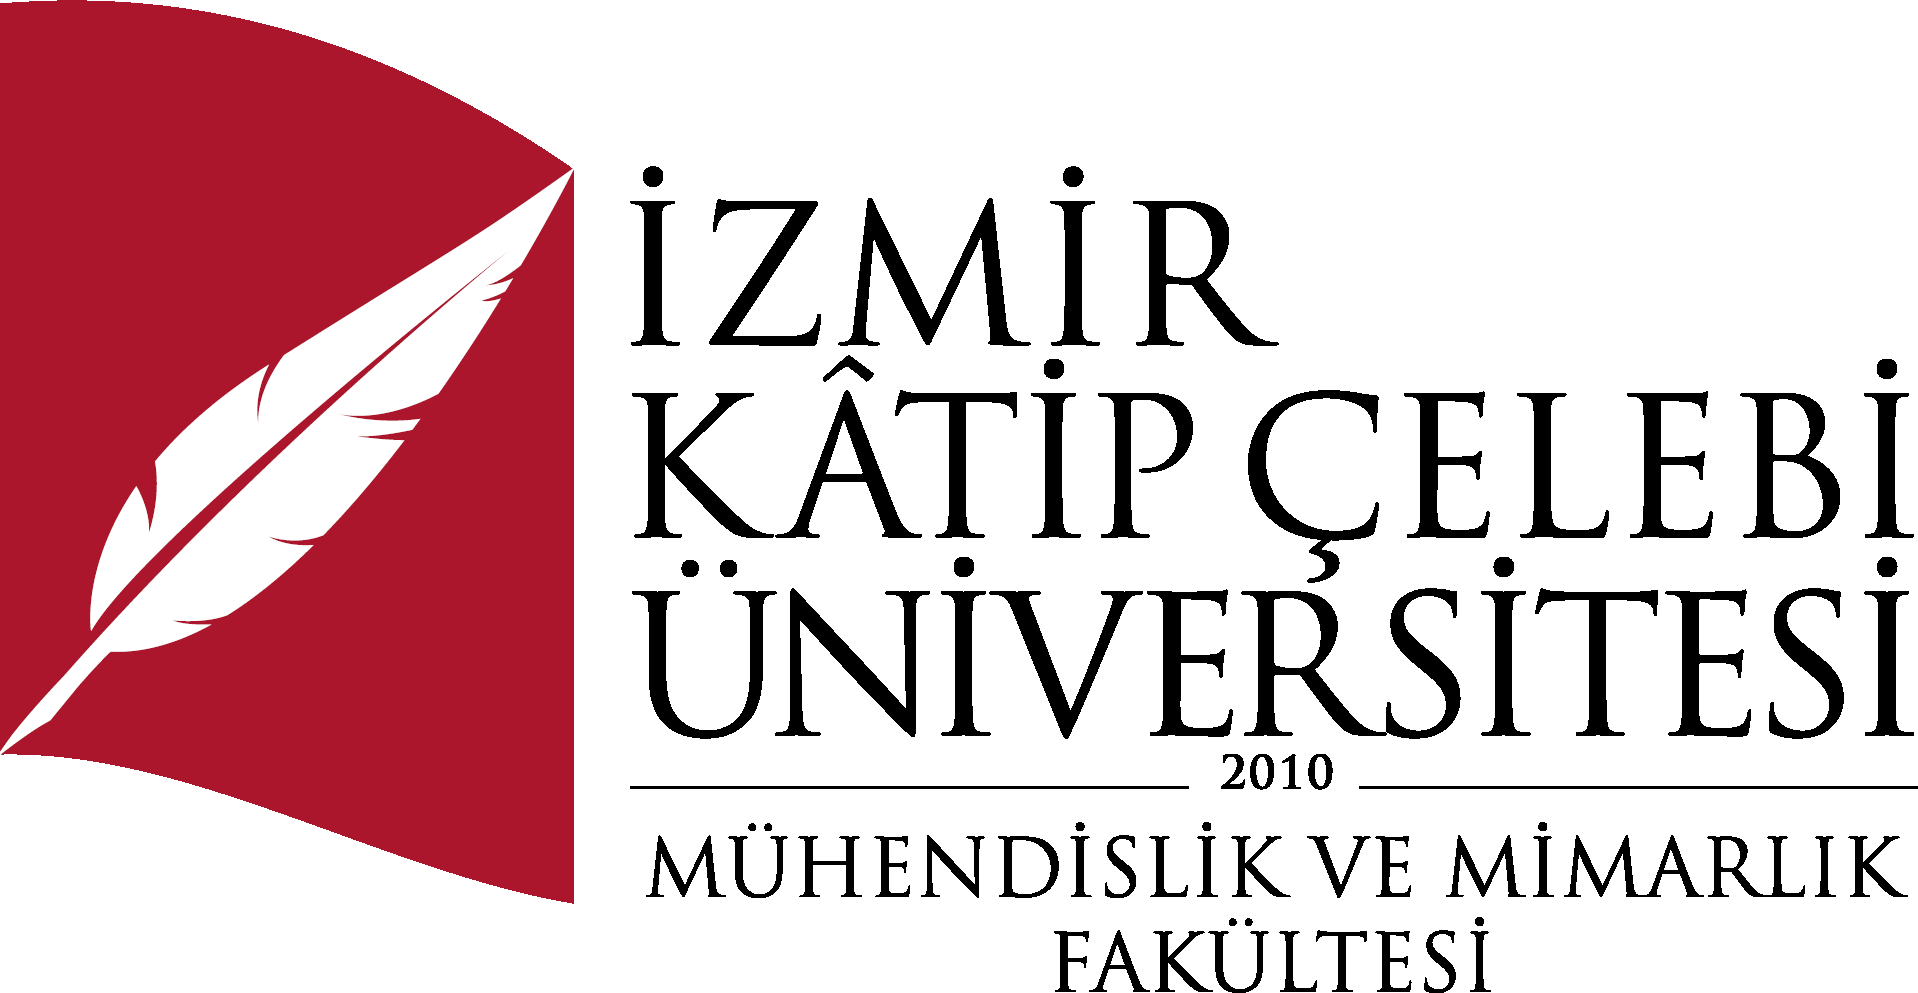 İZMİR
KÂTİP ÇELEBİ
ÜNİVERSİTESİ
2010
MÜHENDİSLİK VE MİMARLIK
FAKÜLTESİ